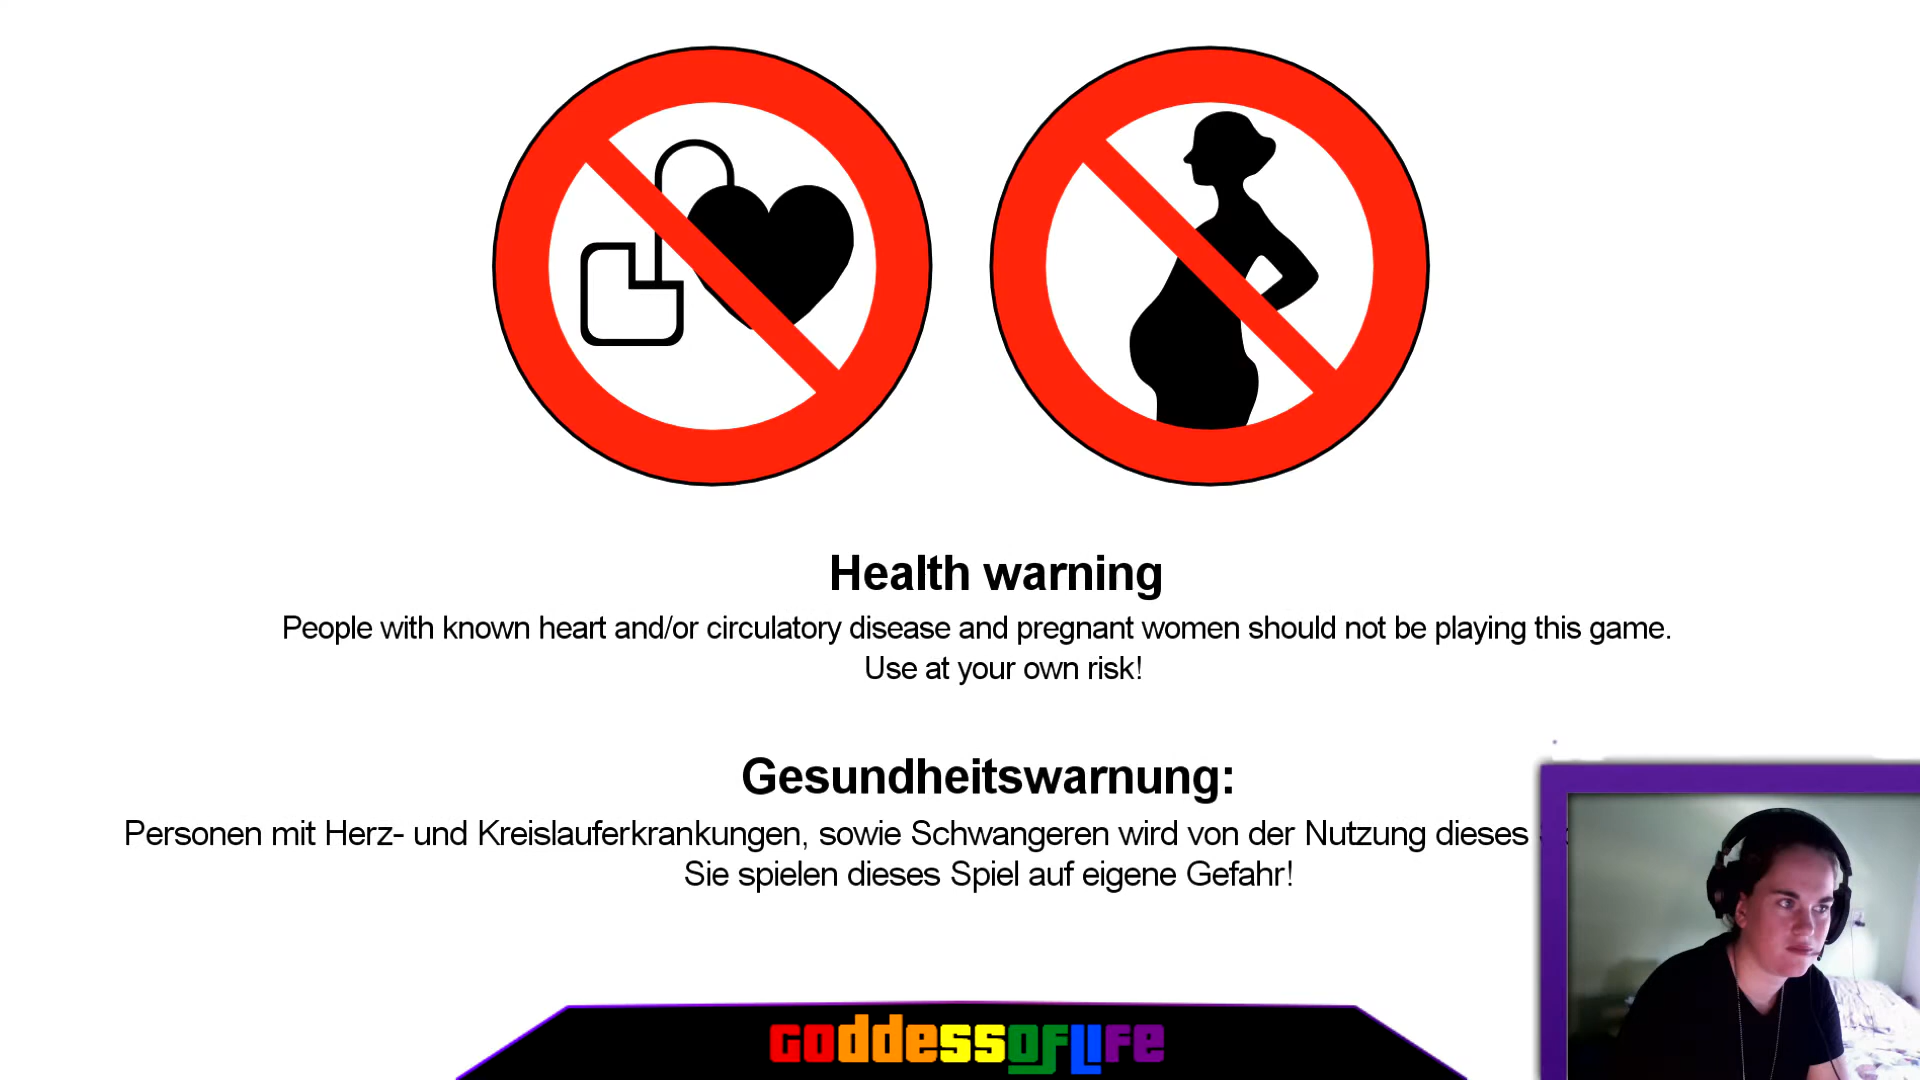 Health warning
People with known heart and/or circulatory disease and pregnant women should not be playing this game.
Use at your own risk!
Gesundheitswarnung:
Personen mit Herz- und Kreislauferkrankungen, sowie Schwangeren wird von der Nutzung dieses
Sie spielen dieses Spiel auf eigene Gefahr!
GODDESSOFLIFE